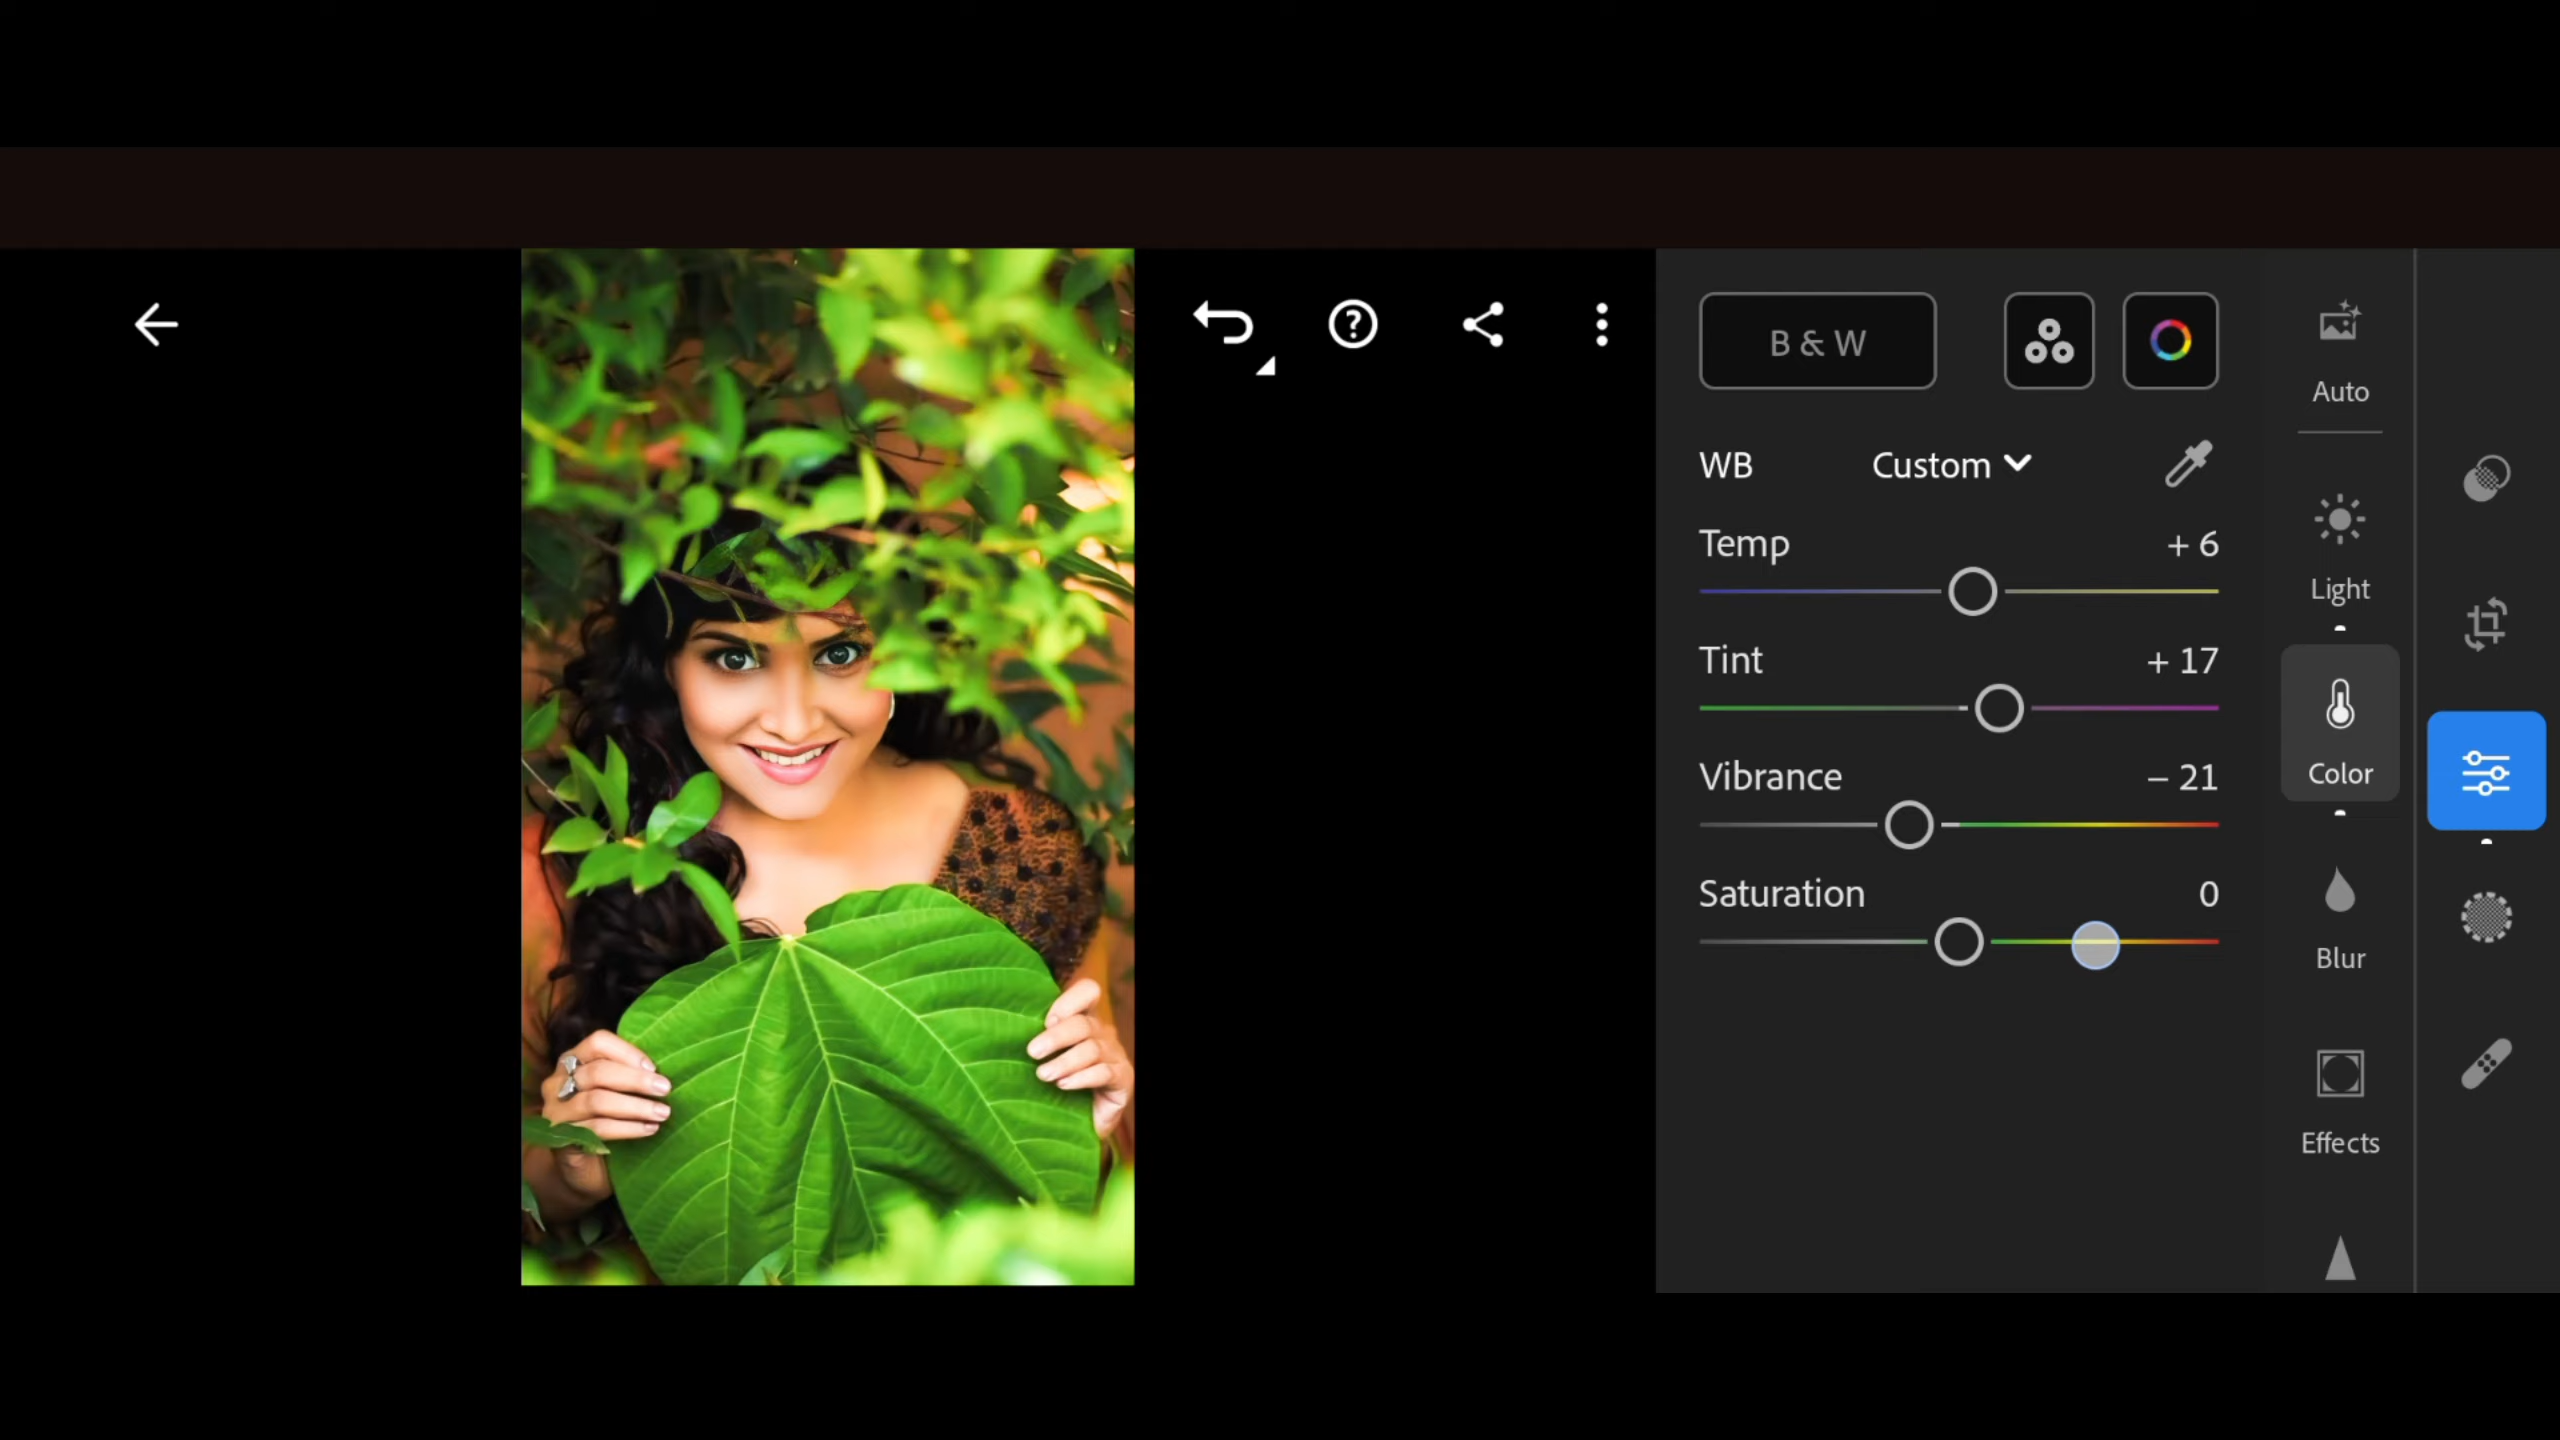 B & W
WB Custom
Temp + 6
Tint + 17
Vibrance – 21
Saturation 0
Auto
Light
Color
Blur
Effects